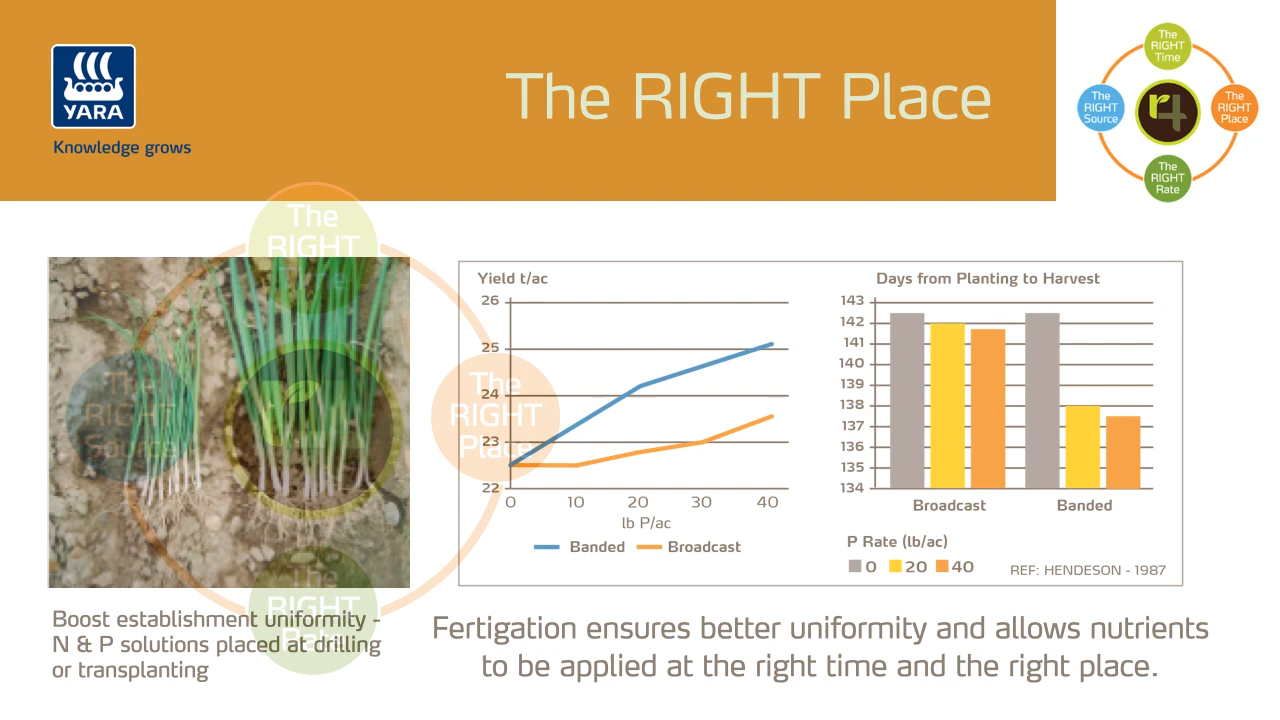 YARA
Knowledge grows
The RIGHT Place
The
RIGHT
Time
The
RIGHT
Source
r4
The
RIGHT
Place
The
RIGHT
Rate
The
RIGHT
The
RIGHT
Source
The
RIGHT
Place
The
RIGHT
Rate
Yield t/ac
26
25
24
23
22
0 10 20 30 40
lb P/ac
Banded Broadcast
Days from Planting to Harvest
143
142
141
140
139
138
137
136
135
134
Broadcast Banded
P Rate (lb/ac)
0 20 40
REF: HENDESON - 1987
Boost establishment uniformity -
N & P solutions placed at drilling
or transplanting
Fertigation ensures better uniformity and allows nutrients
to be applied at the right time and the right place.